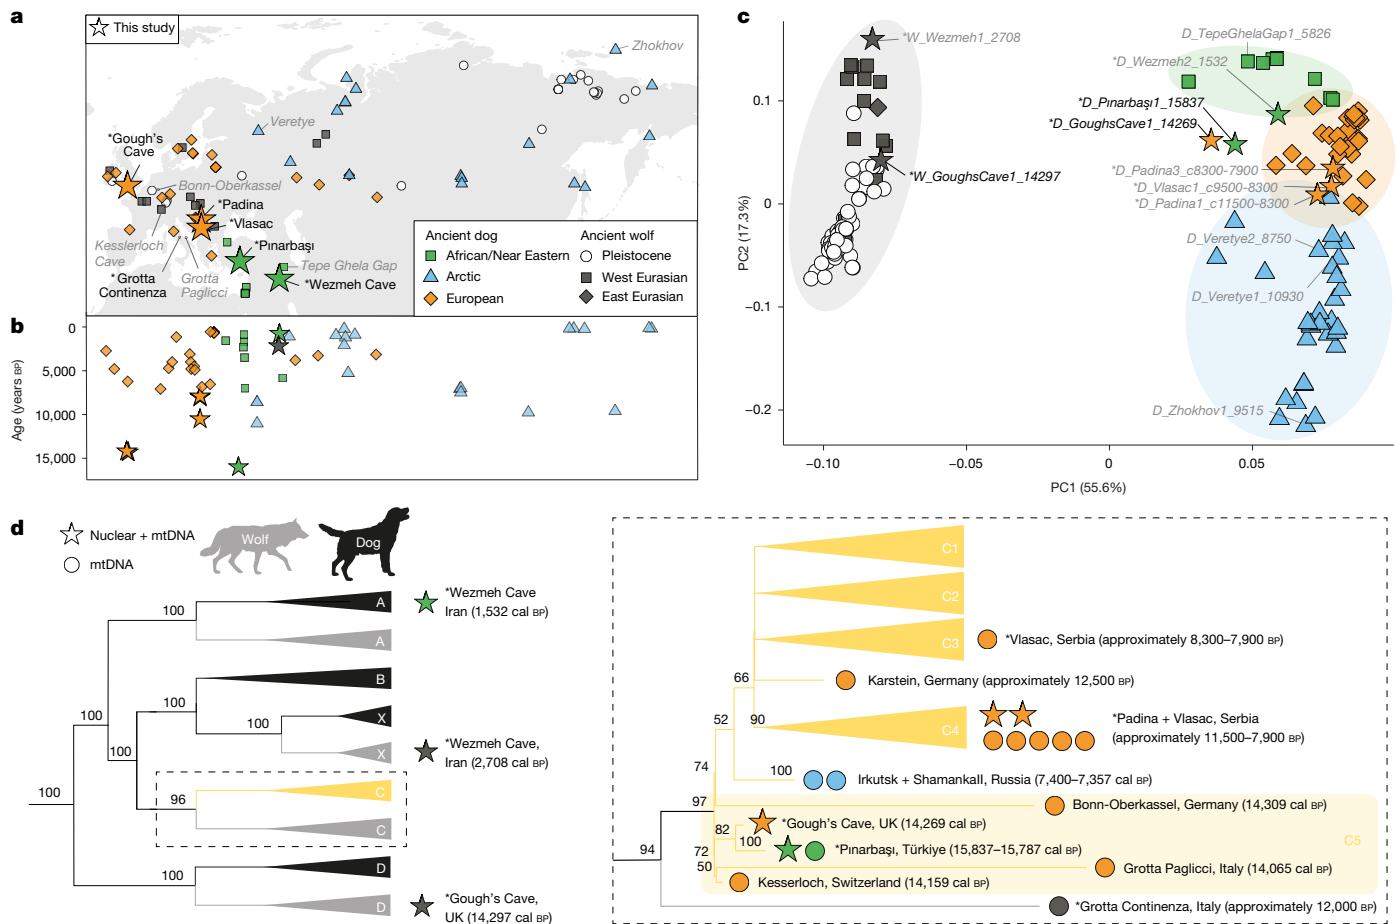 a
This study
Zhokhov
Veretye
*Gough's
Cave
Bonn-Oberkassel
*Padina
*Vlasac
Kesslerloch
Cave
*Pınarbaşı
*Grotta
Continenza
Grotta
Paglicci
Tepe Ghela Gap
*Wezmeh Cave
Ancient dog
African/Near Eastern
Arctic
European
Ancient wolf
Pleistocene
West Eurasian
East Eurasian
b
0
5,000
10,000
15,000
Age (years BP)
c
*W_Wezmeh1_2708
D_TepeGhelaGap1_5826
*D_Wezmeh2_1532
*D_Pınarbaşı1_15837
*D_GoughsCave1_14269
*W_GoughsCave1_14297
*D_Padina3_c8300-7900
*D_Vlasac1_c9500-8300
*D_Padina1_c11500-8300
D_Veretye2_8750
D_Veretye1_10930
D_Zhokhov1_9515
0.1
0
−0.1
−0.2
PC2 (17.3%)
−0.10
−0.05
0
0.05
PC1 (55.6%)
d
Nuclear + mtDNA
mtDNA
Wolf
Dog
100
100
100
100
100
100
96
100
A
A
B
X
X
C
C
D
D
*Wezmeh Cave
Iran (1,532 cal BP)
*Wezmeh Cave,
Iran (2,708 cal BP)
*Gough's Cave,
UK (14,297 cal BP)
C1
C2
C3
*Vlasac, Serbia (approximately 8,300–7,900 BP)
66
Karstein, Germany (approximately 12,500 BP)
52
90
C4
*Padina + Vlasac, Serbia
(approximately 11,500–7,900 BP)
74
100
Irkutsk + Shamankall, Russia (7,400–7,357 cal BP)
97
Bonn-Oberkassel, Germany (14,309 cal BP)
82
*Gough's Cave, UK (14,269 cal BP)
100
*Pınarbaşı, Türkiye (15,837–15,787 cal BP)
C5
94
72
50
Grotta Paglicci, Italy (14,065 cal BP)
Kesserloch, Switzerland (14,159 cal BP)
*Grotta Continenza, Italy (approximately 12,000 BP)